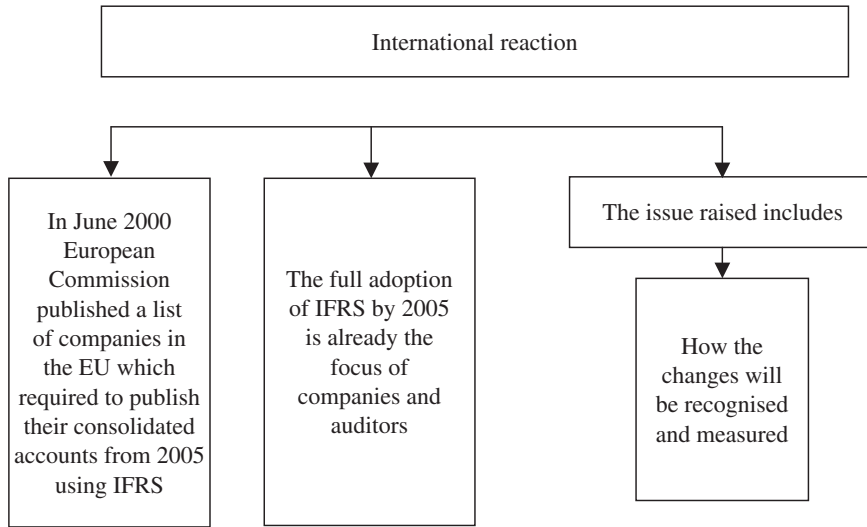 International reaction
In June 2000
European
Commission
published a list
of companies in
the EU which
required to publish
their consolidated
accounts from 2005
using IFRS
The full adoption
of IFRS by 2005
is already the
focus of
companies and
auditors
The issue raised includes
How the
changes will
be recognised
and measured